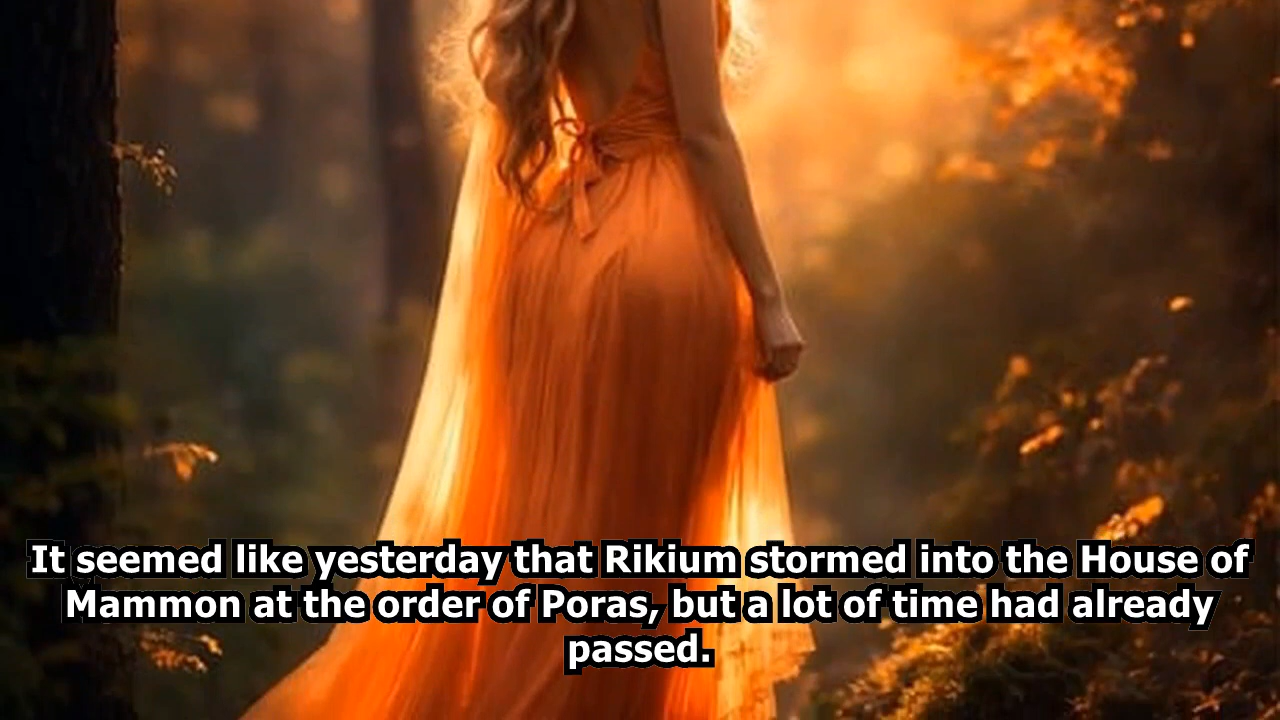 It seemed like yesterday that Rikium stormed into the House of
Mammon at the order of Poras, but a lot of time had already
passed.